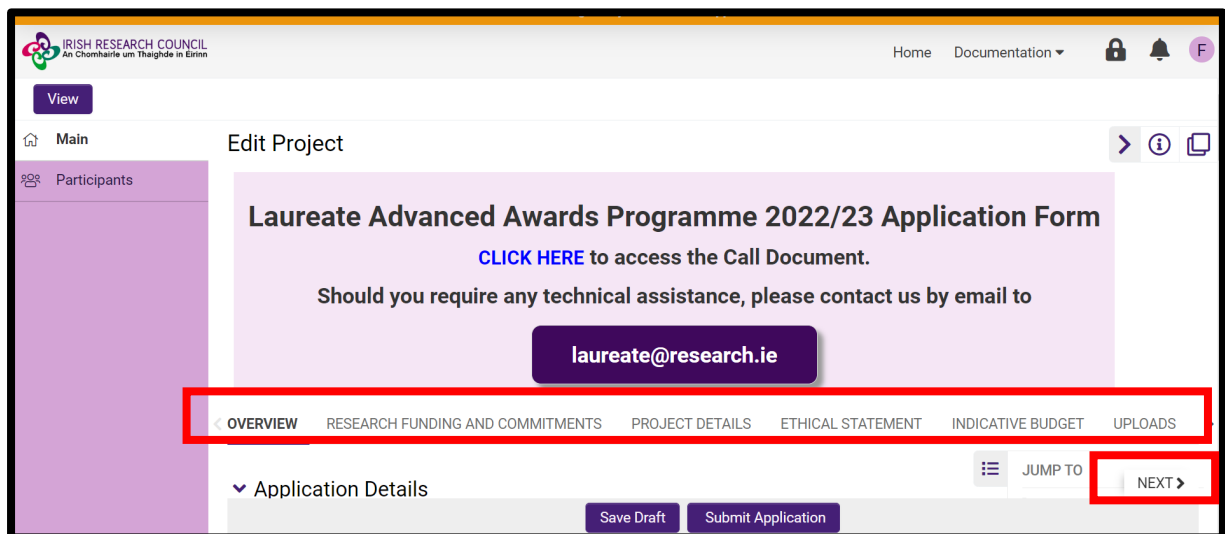 IRISH RESEARCH COUNCIL
An Chomhairle um Thaighde in Éirinn
Home Documentation
F
View
Main
Edit Project
Participants
Laureate Advanced Awards Programme 2022/23 Application Form
CLICK HERE to access the Call Document.
Should you require any technical assistance, please contact us by email to
laureate@research.ie
OVERVIEW RESEARCH FUNDING AND COMMITMENTS PROJECT DETAILS ETHICAL STATEMENT INDICATIVE BUDGET UPLOADS
JUMP TO NEXT
Application Details
Save Draft Submit Application